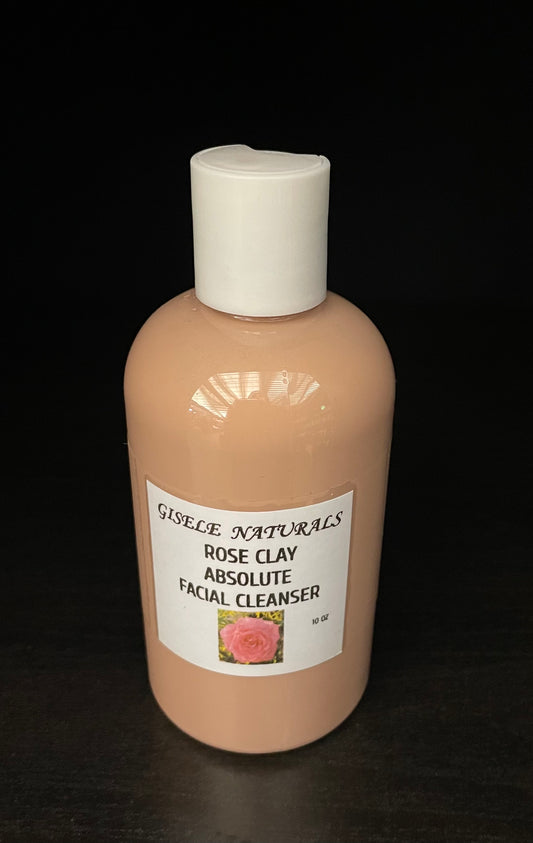 GISELE NATURALS
ROSE CLAY
ABSOLUTE
FACIAL CLEANSER
10 OZ